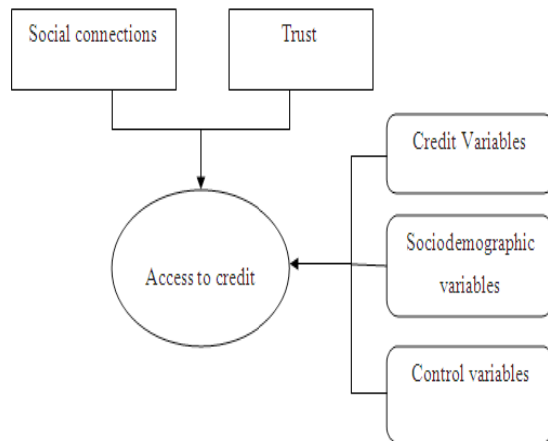 Social connections
Trust
Credit Variables
Sociodemographic
variables
Access to credit
Control variables